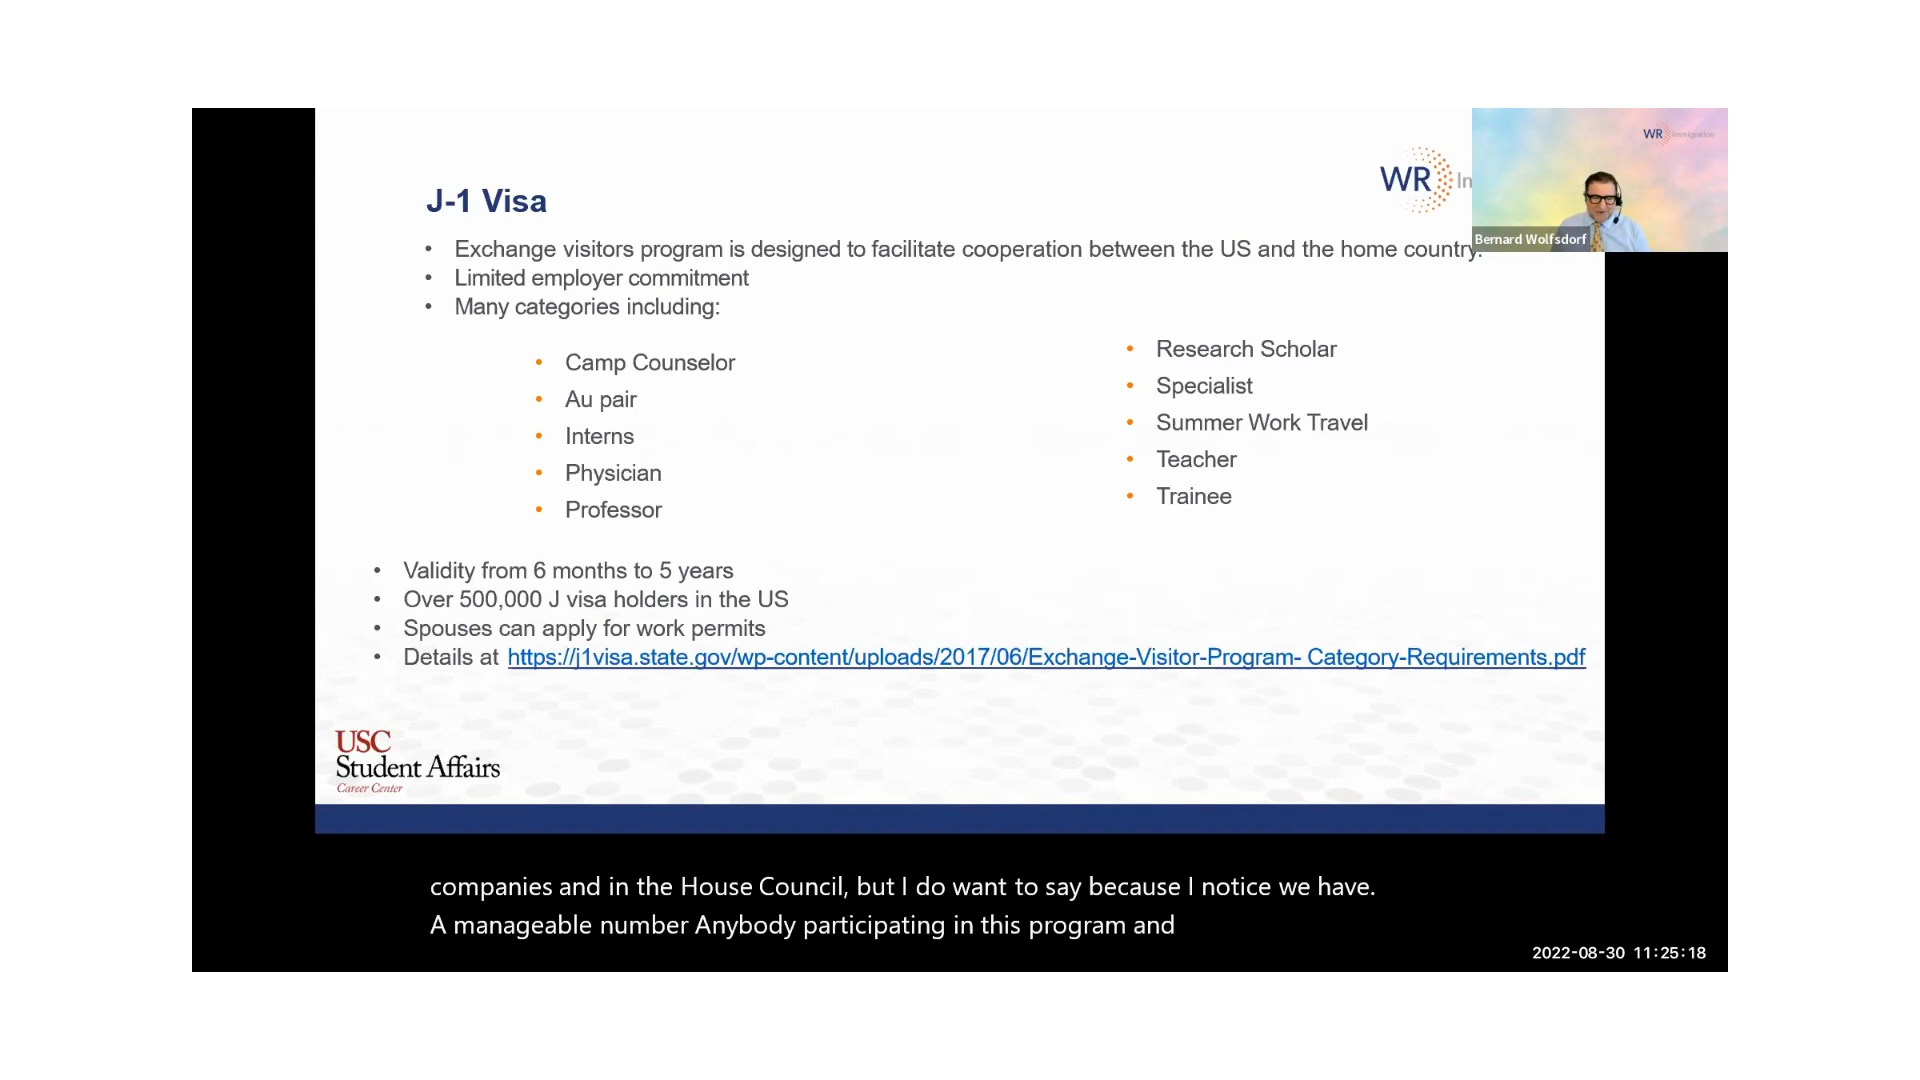 WR Immigration
WR In
J-1 Visa
Bernard Wolfsdorf
• Exchange visitors program is designed to facilitate cooperation between the US and the home country.
• Limited employer commitment
• Many categories including:
• Camp Counselor
• Au pair
• Interns
• Physician
• Professor
• Research Scholar
• Specialist
• Summer Work Travel
• Teacher
• Trainee
• Validity from 6 months to 5 years
• Over 500,000 J visa holders in the US
• Spouses can apply for work permits
• Details at https://j1visa.state.gov/wp-content/uploads/2017/06/Exchange-Visitor-Program- Category-Requirements.pdf
USC
Student Affairs
Career Center
companies and in the House Council, but I do want to say because I notice we have.
A manageable number Anybody participating in this program and
2022-08-30 11:25:18